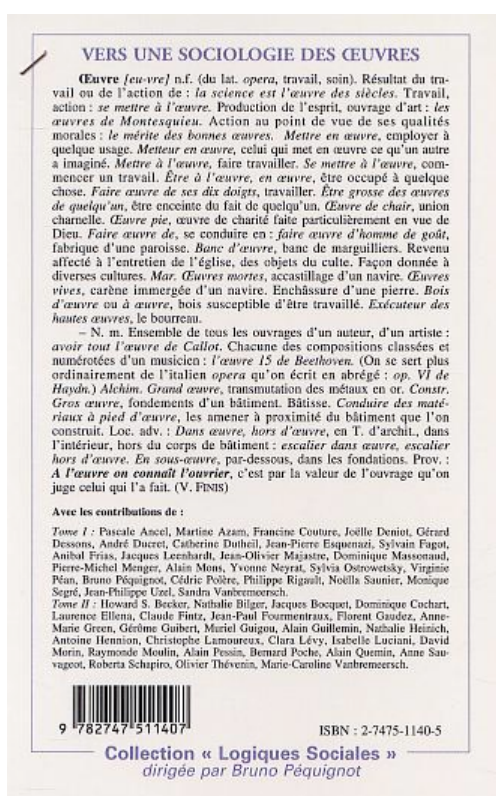 VERS UNE SOCIOLOGIE DES ŒUVRES
Œuvre [eu-vre] n.f. (du lat. opera, travail, soin). Résultat du tra-
vail ou de l'action de : la science est l'œuvre des siècles. Travail,
action : se mettre à l'œuvre. Production de l'esprit, ouvrage d'art : les
œuvres de Montesquieu. Action au point de vue de ses qualités
morales : le mérite des bonnes œuvres. Mettre en œuvre, employer à
quelque usage. Metteur en œuvre, celui qui met en œuvre ce qu'un autre
a imaginé. Mettre à l'œuvre, faire travailler. Se mettre à l'œuvre, com-
mencer un travail. Être à l'œuvre, en œuvre, être occupé à quelque
chose. Faire œuvre de ses dix doigts, travailler. Être grosse des œuvres
de quelqu'un, être enceinte du fait de quelqu'un. Œuvre de chair, union
charnelle. Œuvre pie, œuvre de charité faite particulièrement en vue de
Dieu. Faire œuvre de, se conduire en : faire œuvre d'homme de goût,
fabrique d'une paroisse. Banc d'œuvre, banc de marguilliers. Revenu
affecté à l'entretien de l'église, des objets du culte. Façon donnée à
diverses cultures. Mar. Œuvres mortes, accastillage d'un navire. Œuvres
vives, carène immergée d'un navire. Enchâssure d'une pierre. Bois
d'œuvre ou à œuvre, bois susceptible d'être travaillé. Exécuteur des
hautes œuvres, le bourreau.
– N. m. Ensemble de tous les ouvrages d'un auteur, d'un artiste :
avoir tout l'œuvre de Callot. Chacune des compositions classées et
numérotées d'un musicien : l'œuvre 15 de Beethoven. (On se sert plus
ordinairement de l'italien opera qu'on écrit en abrégé : op. VI de
Haydn.) Alchim. Grand œuvre, transmutation des métaux en or. Constr.
Gros œuvre, fondements d'un bâtiment. Bâtisse. Conduire des maté-
riaux à pied d'œuvre, les amener à proximité du bâtiment que l'on
construit. Loc. adv. : Dans œuvre, hors d'œuvre, en T. d'archit., dans
l'intérieur, hors du corps de bâtiment : escalier dans œuvre, escalier
hors d'œuvre. En sous-œuvre, par-dessous, dans les fondations. Prov. :
A l'œuvre on connaît l'ouvrier, c'est par la valeur de l'ouvrage qu'on
juge celui qui l'a fait. (V. FINIS)
Avec les contributions de :
Tome I : Pascale Ancel, Martine Azam, Francine Couture, Joëlle Deniot, Gérard
Dessons, André Ducret, Catherine Dutheil, Jean-Pierre Esquenazi, Sylvain Fagot,
Anibal Frias, Jacques Leenhardt, Jean-Olivier Majastre, Dominique Massonaud,
Pierre-Michel Menger, Alain Mons, Yvonne Neyrat, Sylvia Ostrowetsky, Virginie
Péan, Bruno Péquignot, Cédric Polère, Philippe Rigault, Noëlla Saunier, Monique
Segré, Jean-Philippe Uzel, Sandra Vanbremeersch.
Tome II : Howard S. Becker, Nathalie Bilger, Jacques Bocquet, Dominique Cochart,
Laurence Ellena, Claude Fintz, Jean-Paul Fourmentraux, Florent Gaudez, Anne-
Marie Green, Gérôme Guibert, Muriel Guigou, Alain Guillemin, Nathalie Heinich,
Antoine Hennion, Christophe Lamoureux, Clara Lévy, Isabelle Luciani, David
Morin, Raymonde Moulin, Alain Pessin, Bernard Poche, Alain Quemin, Anne Sau-
vageot, Roberta Schapiro, Olivier Thévenin, Marie-Caroline Vanbremeersch.
9 782747 511407
ISBN : 2-7475-1140-5
Collection « Logiques Sociales »
dirigée par Bruno Péquignot